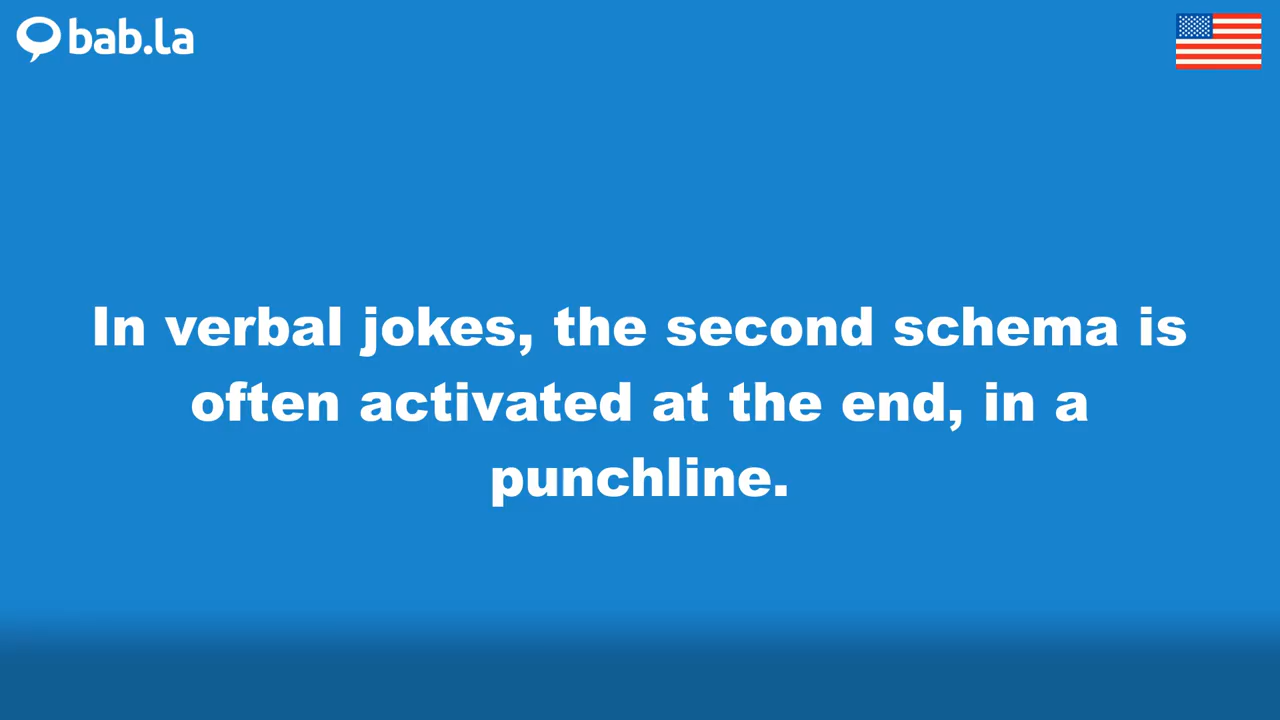 bab.la
In verbal jokes, the second schema is
often activated at the end, in a
punchline.